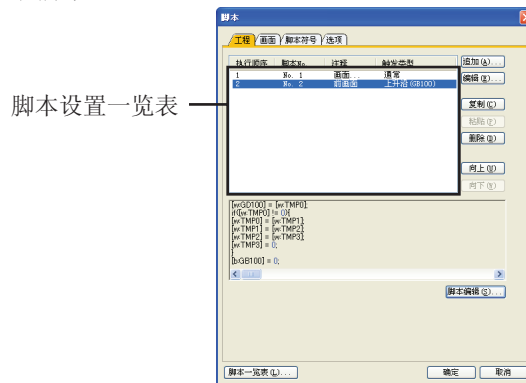 脚本
工程 画面 脚本符号 选项
执行顺序 脚本No. 注释 触发类型
1 No. 1 画面... 通常
2 No. 2 前画面 上升沿(GB100)
追加(A)...
编辑(E)...
复制(C)
粘贴(P)
删除(D)
向上(U)
向下(V)
脚本设置一览表
[w:GD100] = [w:TMP0];
if([w:TMP0] != 0){
[w:TMP0] = [w:TMP1];
[w:TMP1] = [w:TMP2];
[w:TMP2] = [w:TMP3];
[w:TMP3] = 0;
}
[b:GB100] = 0;
脚本编辑(S)...
脚本一览表(L)...
确定 取消